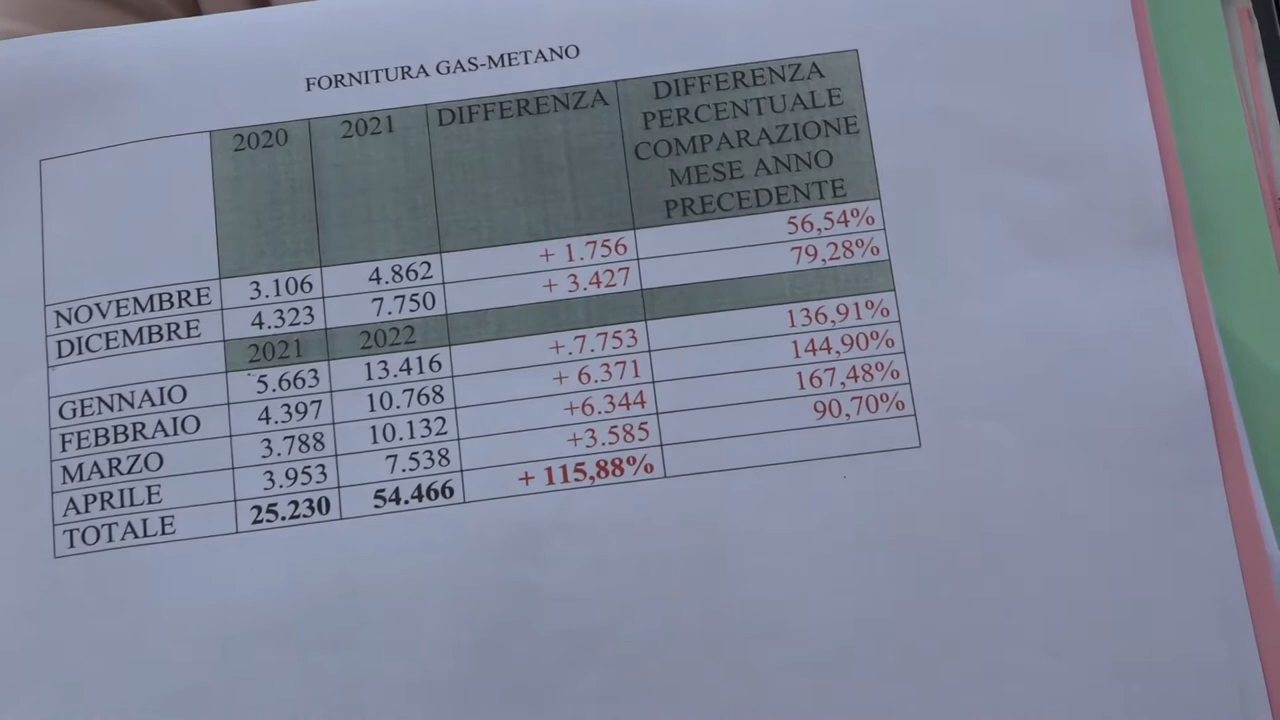 FORNITURA GAS-METANO
2020 2021 DIFFERENZA DIFFERENZA
PERCENTUALE
COMPARAZIONE
MESE ANNO
PRECEDENTE
NOVEMBRE 3.106 4.862 + 1.756 56,54%
DICEMBRE 4.323 7.750 + 3.427 79,28%
2021 2022
GENNAIO 5.663 13.416 +.7.753 136,91%
FEBBRAIO 4.397 10.768 + 6.371 144,90%
MARZO 3.788 10.132 +6.344 167,48%
APRILE 3.953 7.538 +3.585 90,70%
TOTALE 25.230 54.466 + 115,88%